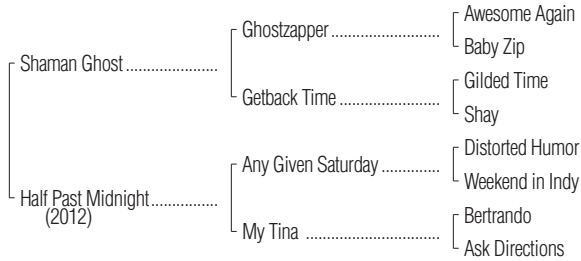 Awesome Again
Ghostzapper ......................
Baby Zip
Shaman Ghost ....................
Gilded Time
Getback Time ....................
Shay
Distorted Humor
Any Given Saturday .............
Weekend in Indy
Half Past Midnight ..............
(2012)
Bertrando
My Tina ...........................
Ask Directions